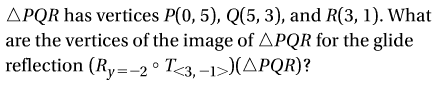 △PQR has vertices P(0, 5), Q(5, 3), and R(3, 1). What
are the vertices of the image of △PQR for the glide
reflection (R_{y=−2} ∘ T_{<3, −1>})(△PQR)?